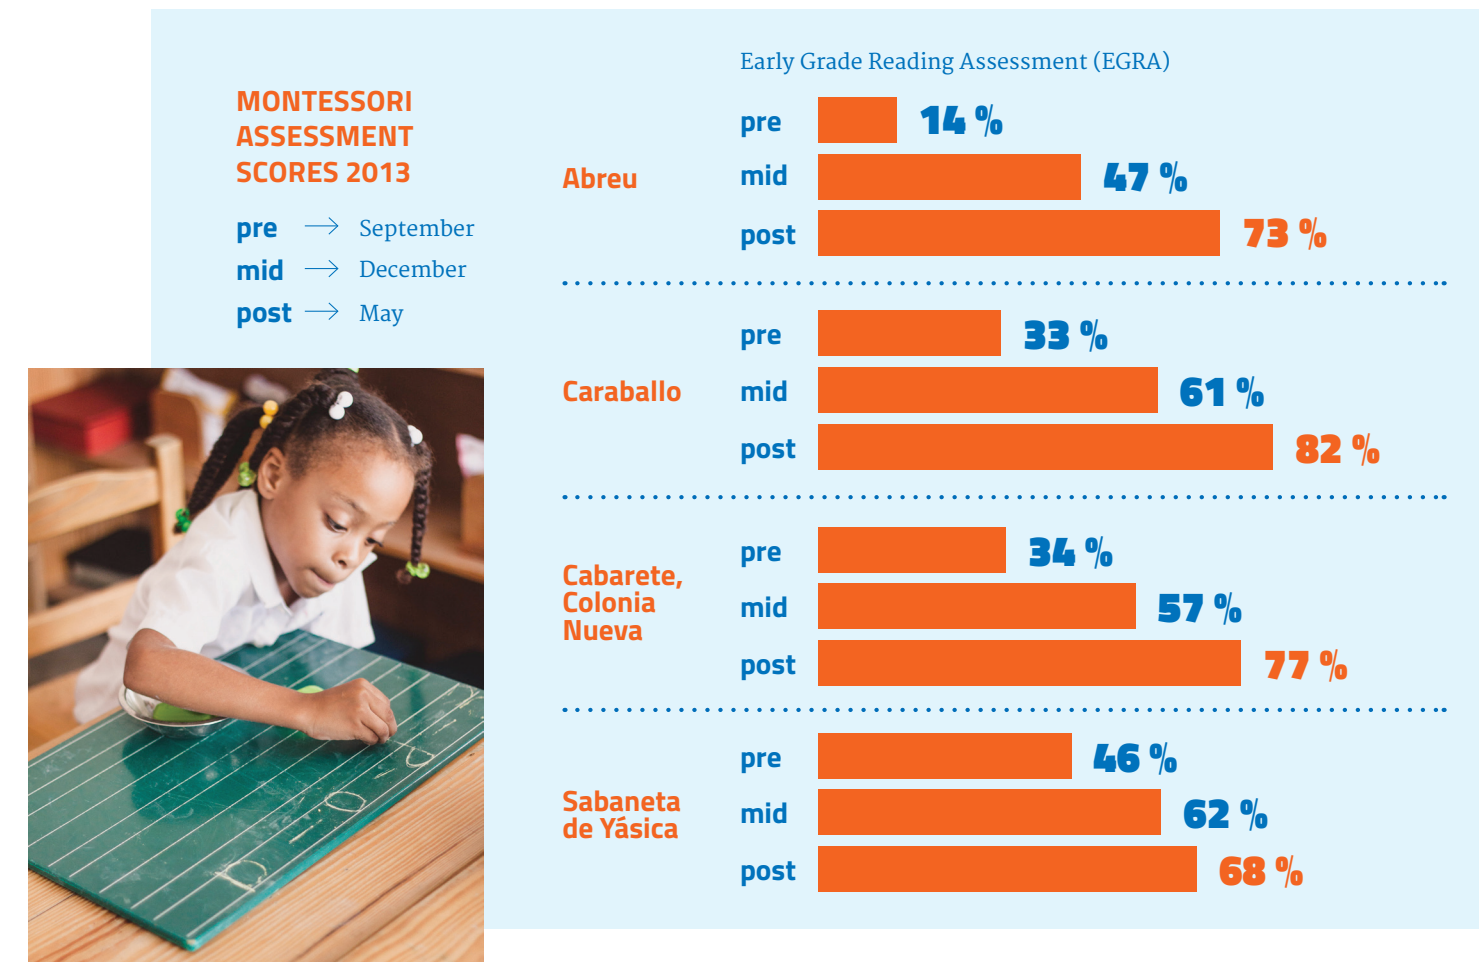 MONTESSORI
ASSESSMENT
SCORES 2013
pre → September
mid → December
post → May
Early Grade Reading Assessment (EGRA)
Abreu
pre 14 %
mid 47 %
post 73 %
Caraballo
pre 33 %
mid 61 %
post 82 %
Cabarete,
Colonia
Nueva
pre 34 %
mid 57 %
post 77 %
Sabaneta
de Yásica
pre 46 %
mid 62 %
post 68 %